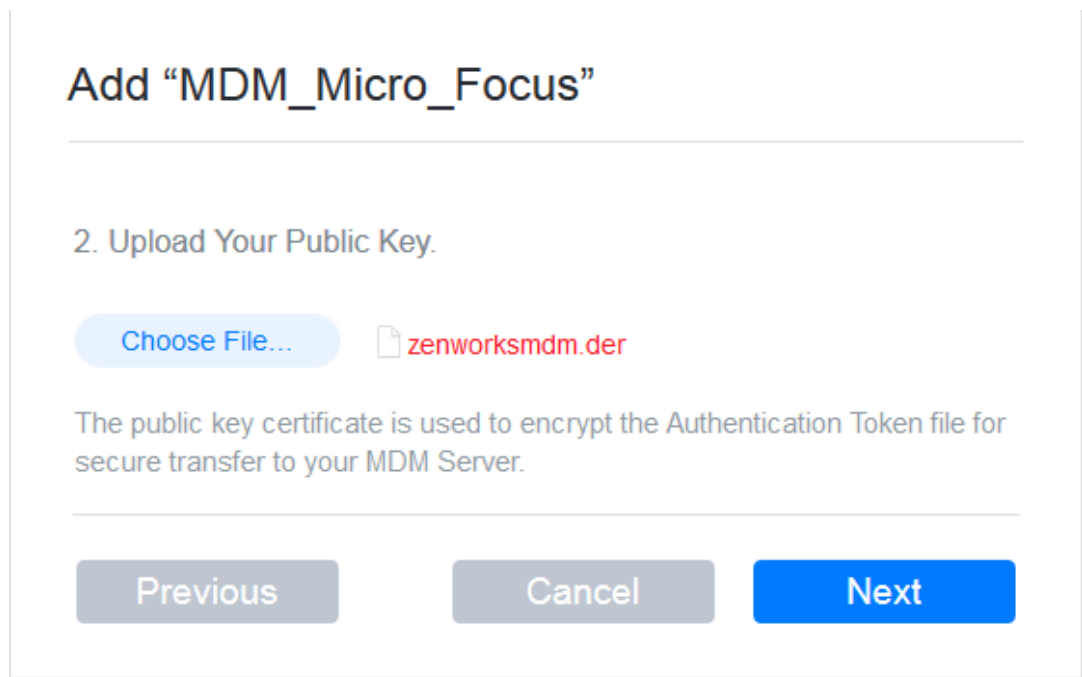 Add “MDM_Micro_Focus”
2. Upload Your Public Key.
Choose File...
zenworksmdm.der
The public key certificate is used to encrypt the Authentication Token file for
secure transfer to your MDM Server.
Previous
Cancel
Next